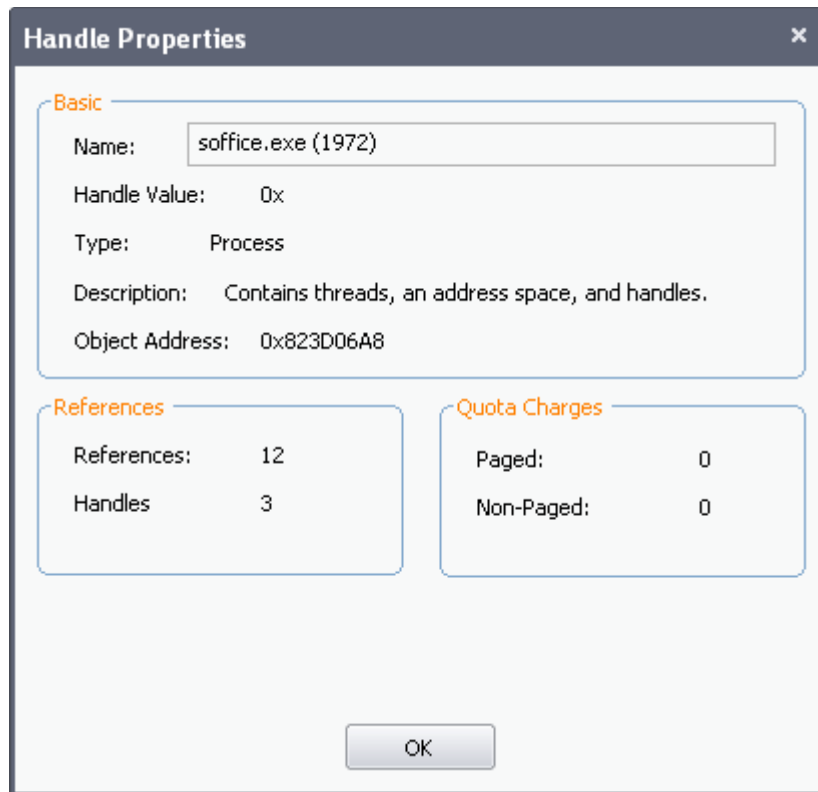 Handle Properties
Basic
Name: soffice.exe (1972)
Handle Value: 0x
Type: Process
Description: Contains threads, an address space, and handles.
Object Address: 0x823D06A8
References
References: 12
Handles 3
Quota Charges
Paged: 0
Non-Paged: 0
OK